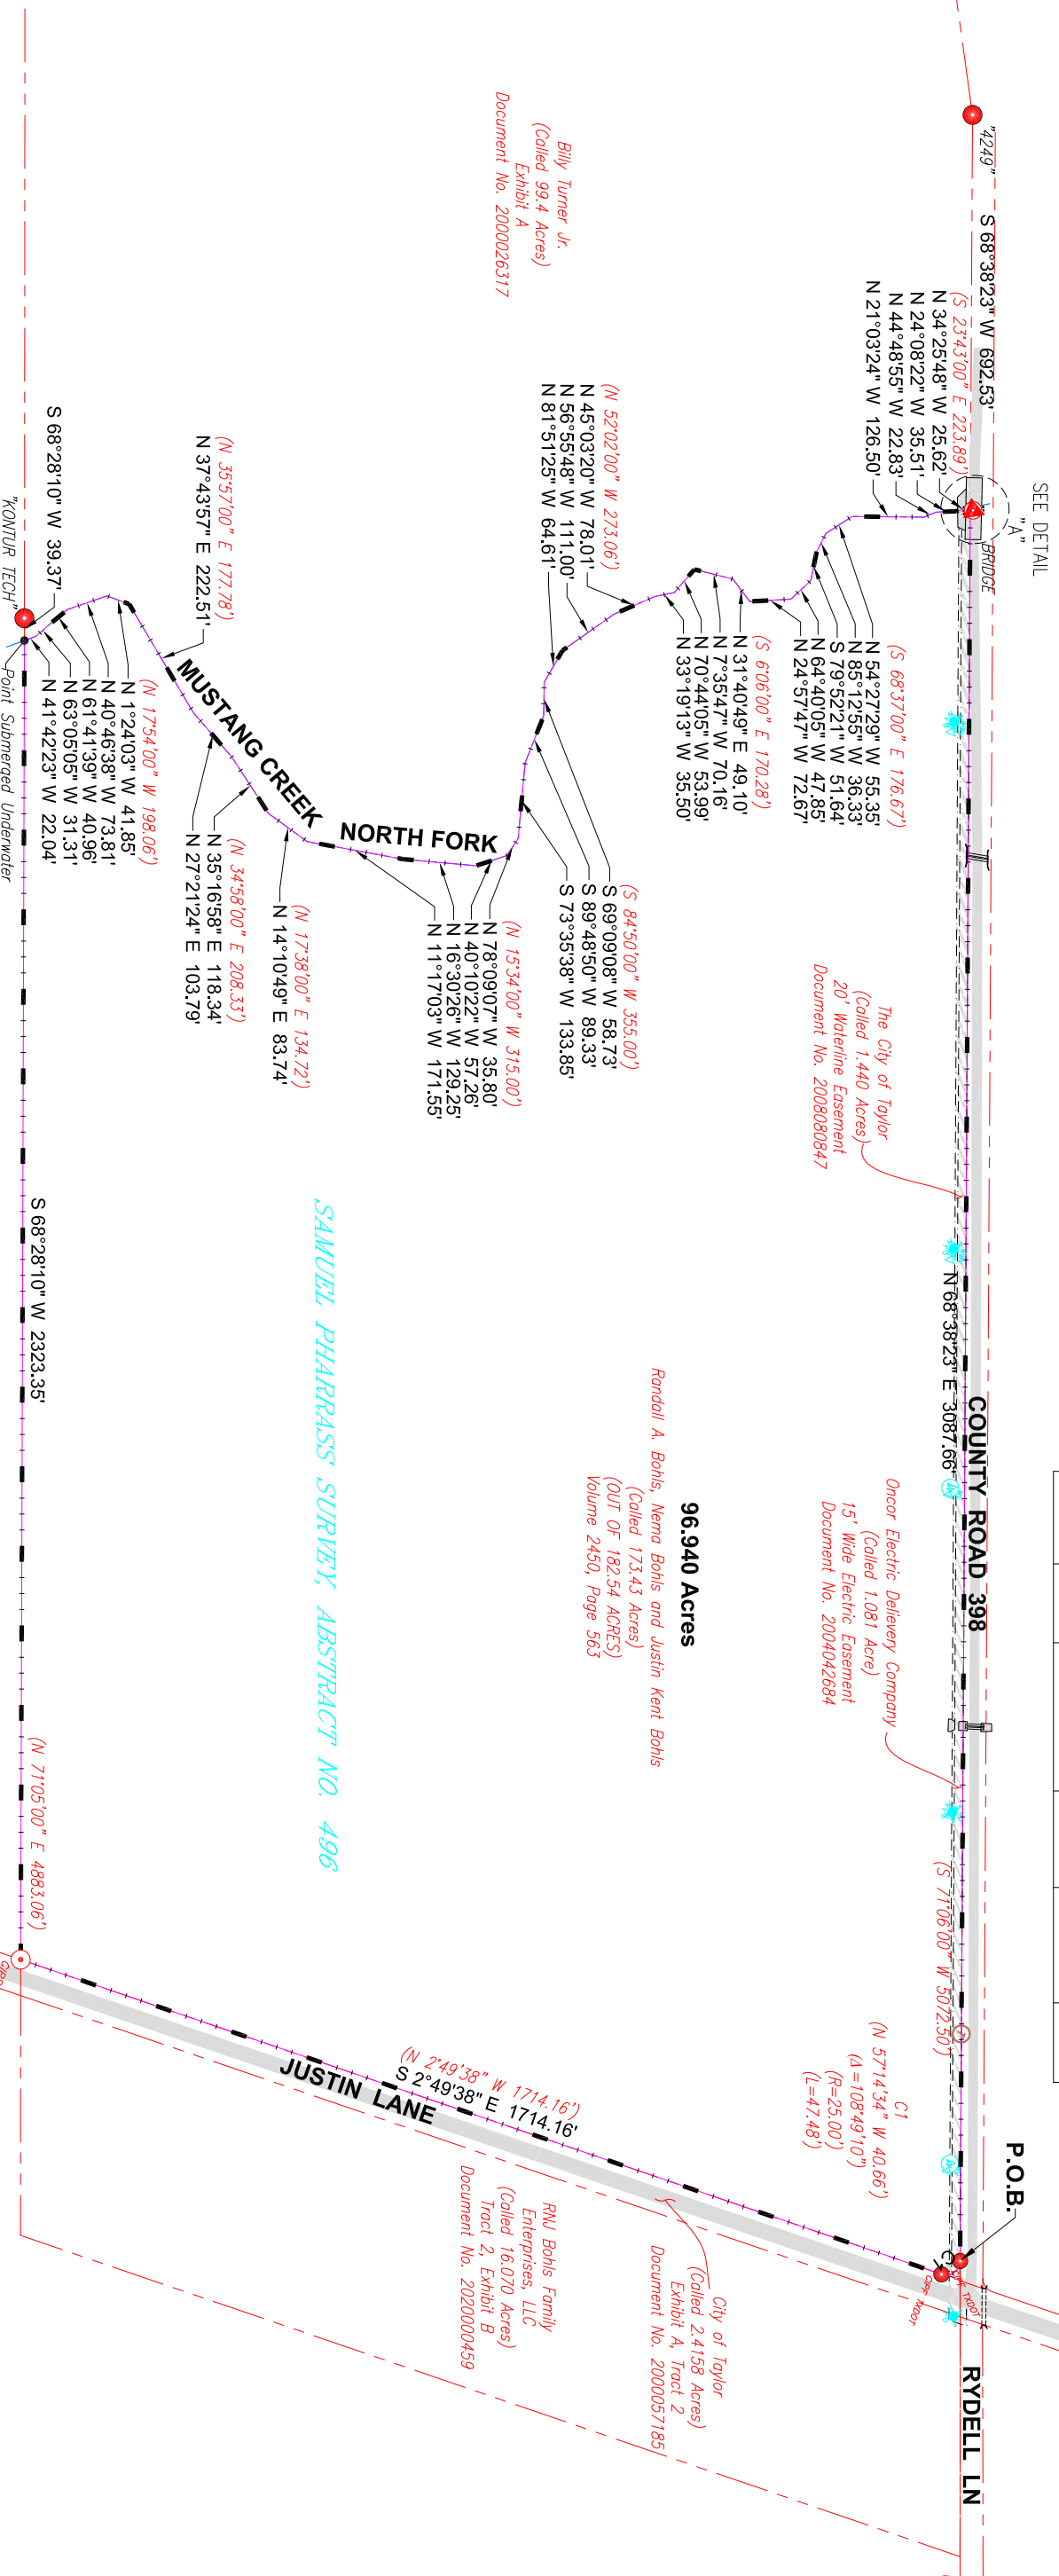 "4249"
S 68°38'23" W 692.53'
SEE DETAIL
"A"
BRIDGE
(S 23°43'00" E 223.89')
N 34°25'48" W 25.62'
N 24°08'22" W 35.51'
N 44°48'55" W 22.83'
N 21°03'24" W 126.50'
Billy Turner Jr.
(Called 99.4 Acres)
Exhibit A
Document No. 2000026317
(S 68°37'00" E 176.67')
N 54°27'29" W 55.35'
N 85°12'55" W 36.33'
S 79°52'21" W 51.64'
N 64°40'05" W 47.85'
N 24°57'47" W 72.67'
(S 6°06'00" E 170.28')
N 31°40'49" E 49.10'
N 7°35'47" W 70.16'
N 70°44'05" W 53.99'
N 33°19'13" W 35.50'
(N 52°02'00" W 273.06')
N 45°03'20" W 78.01'
N 56°55'48" W 111.00'
N 81°51'25" W 64.61'
(S 84°50'00" W 355.00')
S 69°09'08" W 58.73'
S 89°48'50" W 89.33'
S 73°35'38" W 133.85'
(N 15°34'00" W 315.00')
N 78°09'07" W 35.80'
N 40°10'22" W 57.26'
N 16°30'26" W 129.25'
N 11°17'03" W 171.55'
NORTH FORK
MUSTANG CREEK
(N 17°38'00" E 134.72')
N 14°10'49" E 83.74'
(N 34°58'00" E 208.33')
N 35°16'58" E 118.34'
N 27°21'24" E 103.79'
(N 35°57'00" E 177.78')
N 37°43'57" E 222.51'
(N 17°54'00" W 198.06')
N 1°24'03" W 41.85'
N 40°46'38" W 73.81'
N 61°41'39" W 40.96'
N 63°05'05" W 31.31'
N 41°42'23" W 22.04'
S 68°28'10" W 39.37'
"KONTUR TECH"
Point Submerged Underwater
The City of Taylor
(Called 1.440 Acres)
20' Waterline Easement
Document No. 2008080847
N 68°38'23" E 3087.66'
COUNTY ROAD 398
Oncor Electric Delievery Company
(Called 1.081 Acre)
15' Wide Electric Easement
Document No. 2004042684
96.940 Acres
Randall A. Bohls, Nema Bohls and Justin Kent Bohls
(Called 173.43 Acres)
(OUT OF 182.54 ACRES)
Volume 2450, Page 563
SAMUEL PHARRASS SURVEY, ABSTRACT NO. 496
S 68°28'10" W 2323.35'
(N 71°05'00" E 4883.06')
(S 71°06'00" W 5072.50')
C1
(N 57°14'34" W 40.66')
(Δ=108°49'10")
(R=25.00')
(L=47.48')
P.O.B.
TXDOT
CIRF TXDOT
RYDELL LN
(N 2°49'38" W 1714.16')
S 2°49'38" E 1714.16'
JUSTIN LANE
City of Taylor
(Called 2.4158 Acres)
Exhibit A, Tract 2
Document No. 2000057185
RNJ Bohls Family
Enterprises, LLC
(Called 16.070 Acres)
Tract 2, Exhibit B
Document No. 2020000459